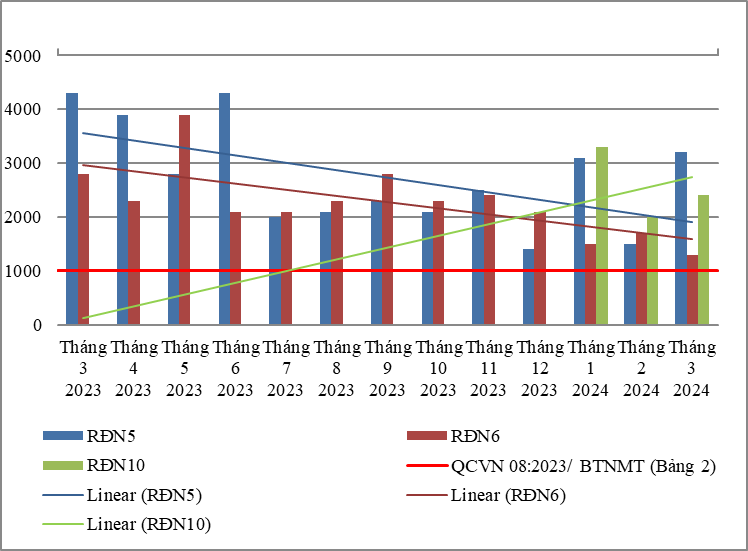 5000
4000
3000
2000
1000
0
Tháng 3 2023
Tháng 4 2023
Tháng 5 2023
Tháng 6 2023
Tháng 7 2023
Tháng 8 2023
Tháng 9 2023
Tháng 10 2023
Tháng 11 2023
Tháng 12 2023
Tháng 1 2024
Tháng 2 2024
Tháng 3 2024
RĐN5
RĐN6
RĐN10
QCVN 08:2023/ BTNMT (Bảng 2)
Linear (RĐN5)
Linear (RĐN6)
Linear (RĐN10)